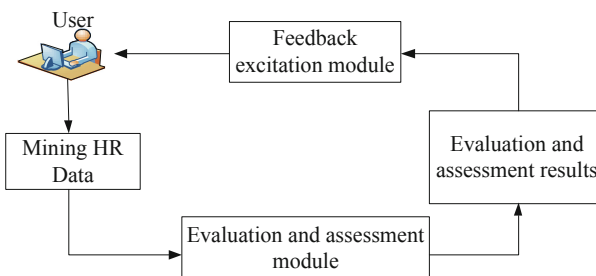 User
Feedback
excitation module
Mining HR
Data
Evaluation and
assessment results
Evaluation and assessment
module